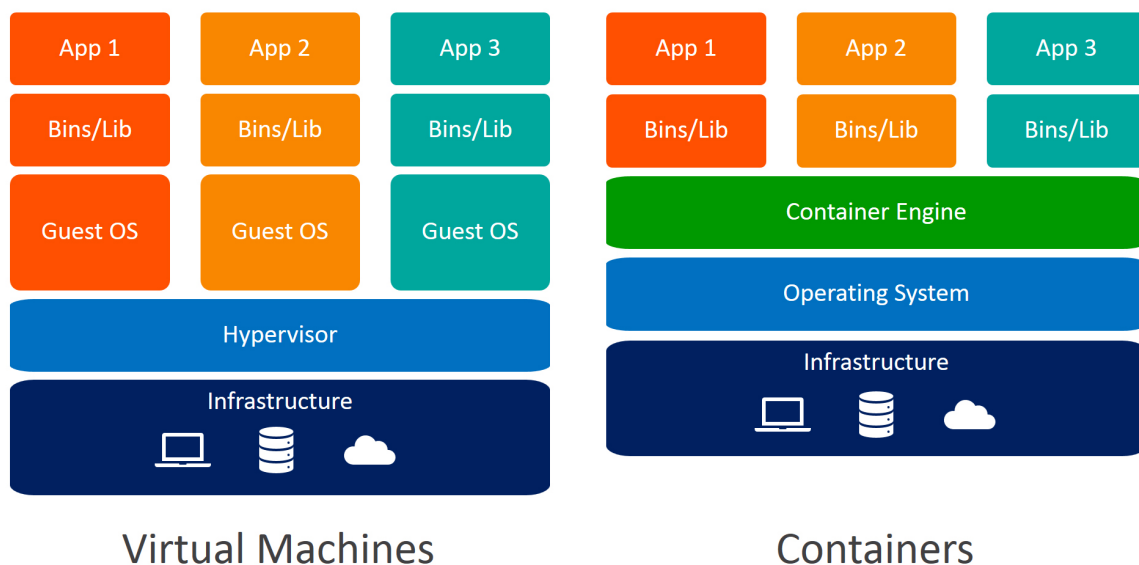 App 1
App 2
App 3
Bins/Lib
Bins/Lib
Bins/Lib
Guest OS
Guest OS
Guest OS
Hypervisor
Infrastructure
Virtual Machines
App 1
App 2
App 3
Bins/Lib
Bins/Lib
Bins/Lib
Container Engine
Operating System
Infrastructure
Containers